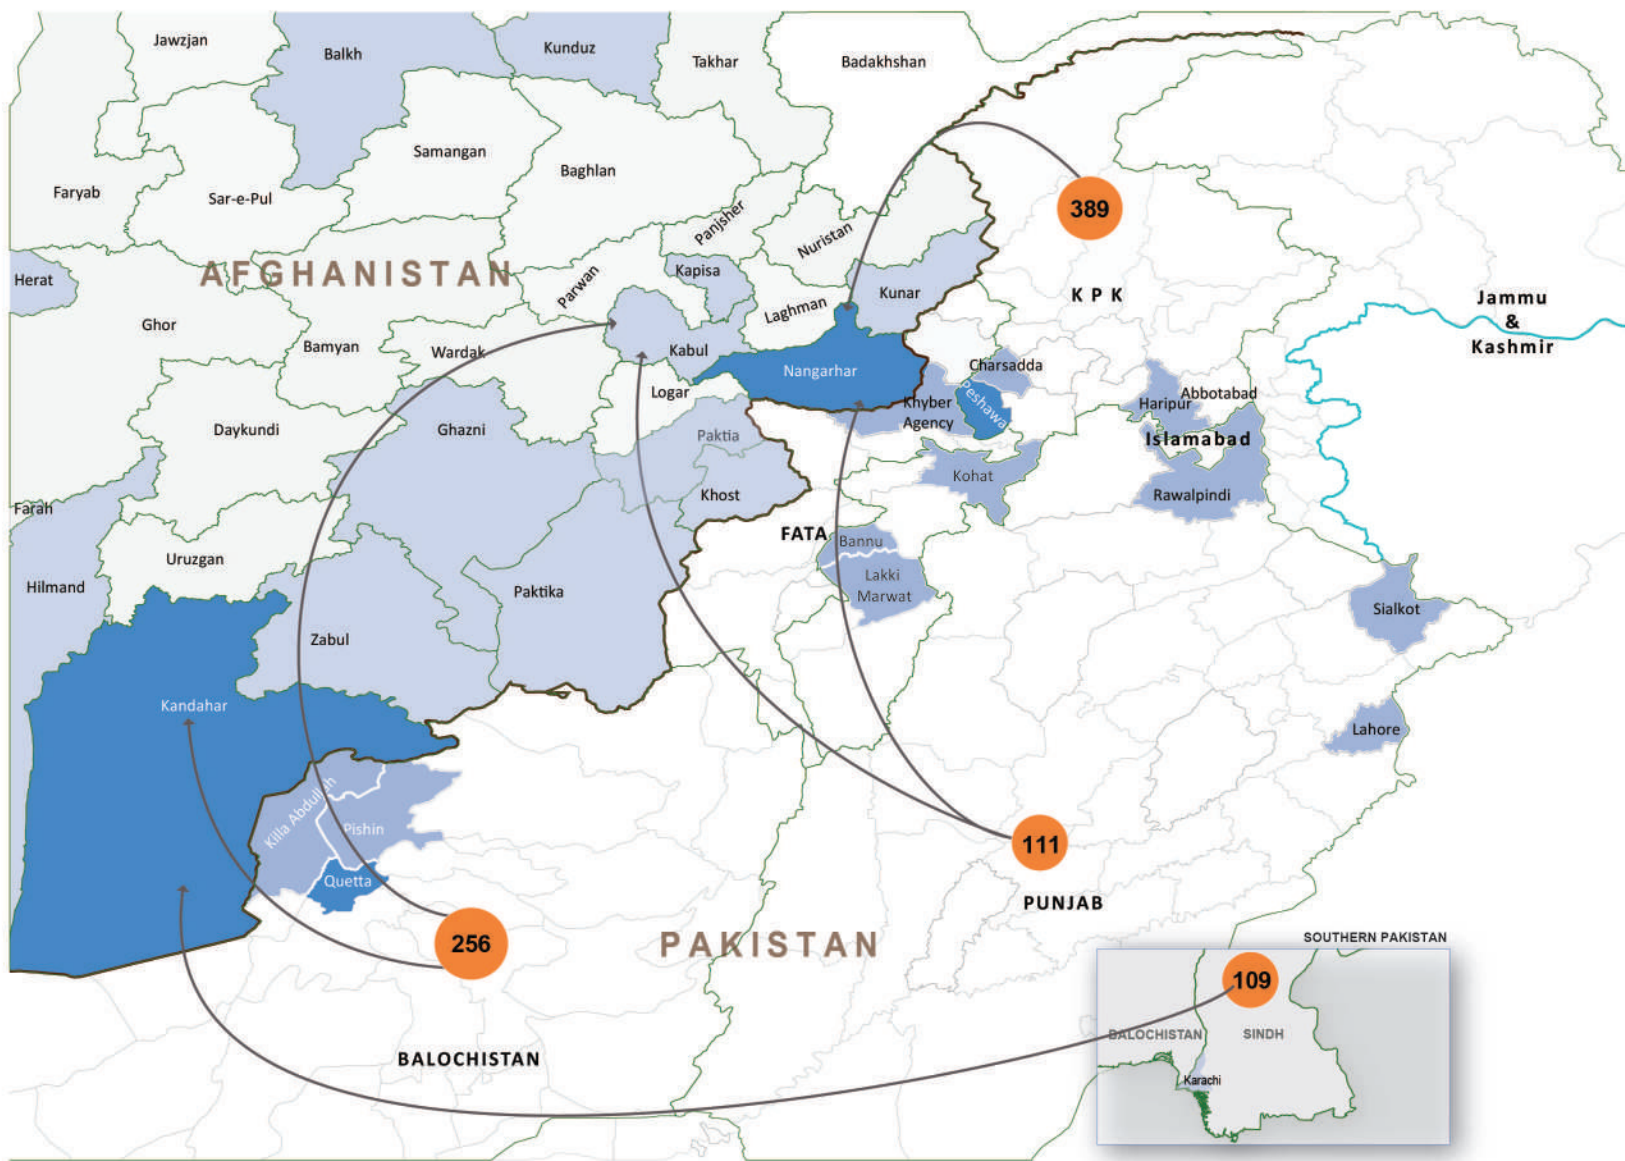 Jawzjan
Balkh
Kunduz
Takhar
Badakhshan
Samangan
Baghlan
Faryab
Sar-e-Pul
389
Panjsher
Nuristan
AFGHANISTAN
Herat
Kapisa
Parwan
Kunar
K P K
Jammu
&
Kashmir
Laghman
Ghor
Bamyan
Wardak
Kabul
Nangarhar
Charsadda
Peshawa
Logar
Khyber
Agency
Haripur
Abbotabad
Daykundi
Ghazni
Paktia
Islamabad
Kohat
Khost
Rawalpindi
Farah
FATA
Bannu
Uruzgan
Hilmand
Paktika
Lakki
Marwat
Sialkot
Zabul
Kandahar
Lahore
Killa Abdullah
Pishin
111
Quetta
PUNJAB
256
PAKISTAN
SOUTHERN PAKISTAN
109
BALOCHISTAN
SINDH
BALOCHISTAN
Karachi